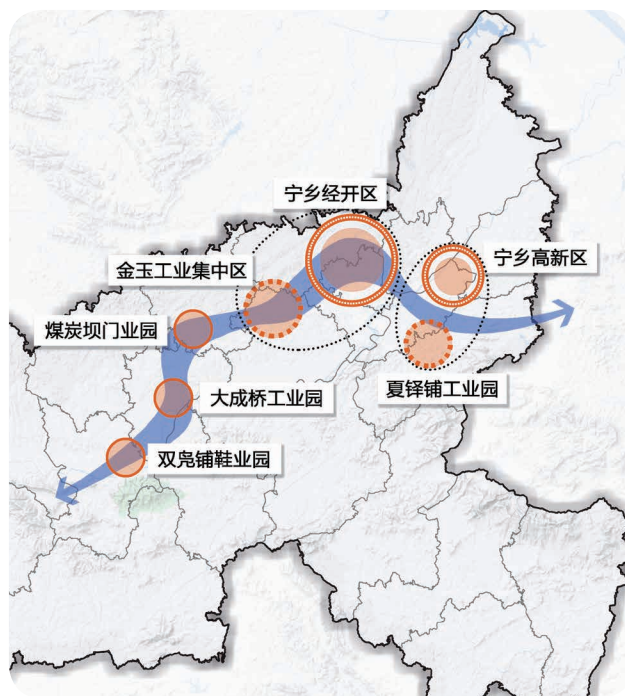 宁乡经开区
宁乡高新区
金玉工业集中区
煤炭坝门业园
大成桥工业园
夏铎铺工业园
双凫铺鞋业园